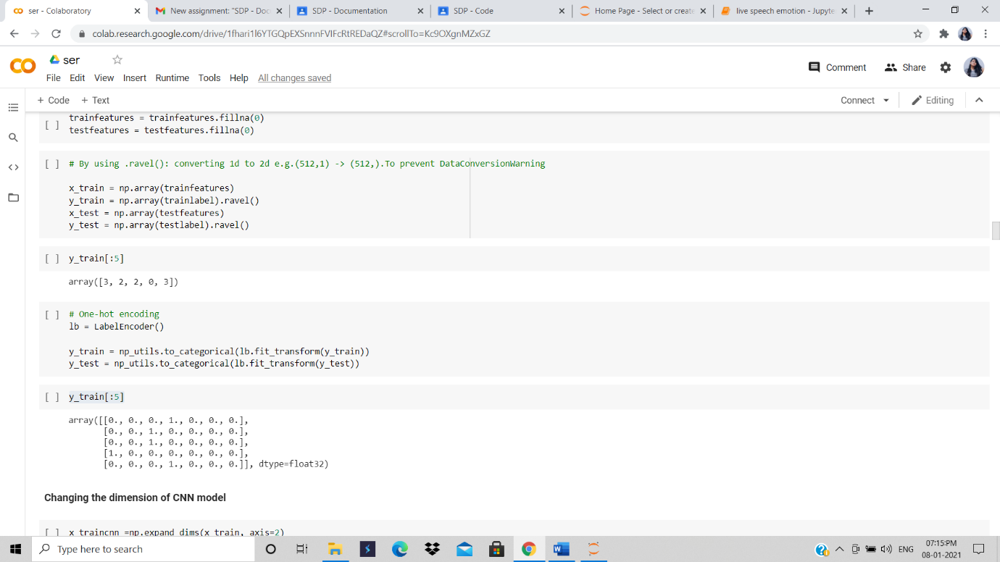 ser - Colaboratory
New assignment: "SDP - Doc
SDP - Documentation
SDP - Code
Home Page - Select or create
live speech emotion - Jupyte
colab.research.google.com/drive/1fhari1l6YTGQpEXSnnnFVIFcRtREDaQZ#scrollTo=Kc9OXgnMZxGZ
ser
File Edit View Insert Runtime Tools Help All changes saved
Comment Share
+ Code + Text
Connect Editing
trainfeatures = trainfeatures.fillna(0)
[ ]
testfeatures = testfeatures.fillna(0)
[ ] # By using .ravel(): converting 1d to 2d e.g.(512,1) -> (512,).To prevent DataConversionWarning
x_train = np.array(trainfeatures)
y_train = np.array(trainlabel).ravel()
x_test = np.array(testfeatures)
y_test = np.array(testlabel).ravel()
[ ] y_train[:5]
array([3, 2, 2, 0, 3])
[ ] # One-hot encoding
lb = LabelEncoder()
y_train = np_utils.to_categorical(lb.fit_transform(y_train))
y_test = np_utils.to_categorical(lb.fit_transform(y_test))
[ ] y_train[:5]
array([[0., 0., 0., 1., 0., 0., 0.],
[0., 0., 1., 0., 0., 0., 0.],
[0., 0., 1., 0., 0., 0., 0.],
[1., 0., 0., 0., 0., 0., 0.],
[0., 0., 0., 1., 0., 0., 0.]], dtype=float32)
Changing the dimension of CNN model
[ ] x_traincnn =np.expand_dims(x_train, axis=2)
Type here to search
ENG
07:15:PM
08-01-2021